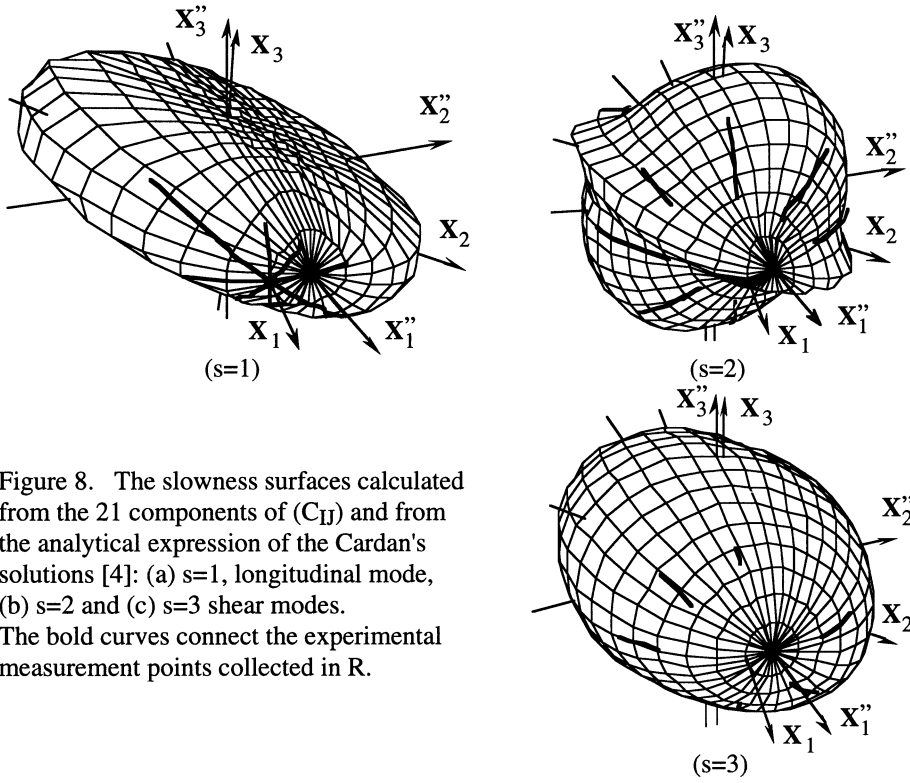 X''3
X3
X''2
X2
X1
X''1
(s=1)
X''3
X3
X''2
X2
X''1
X1
(s=2)
X''3
X3
X''2
X2
X''1
X1
(s=3)
Figure 8. The slowness surfaces calculated
from the 21 components of (CIJ) and from
the analytical expression of the Cardan's
solutions [4]: (a) s=1, longitudinal mode,
(b) s=2 and (c) s=3 shear modes.
The bold curves connect the experimental
measurement points collected in R.